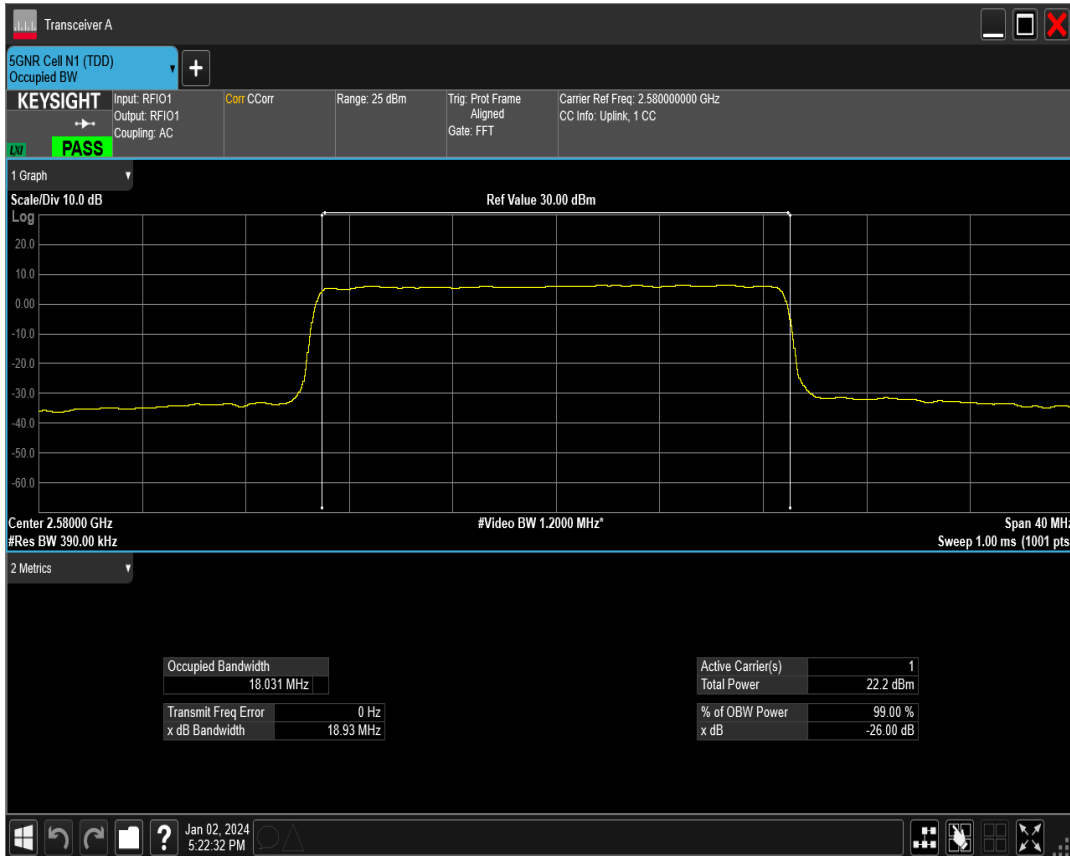 Transceiver A
5GNR Cell N1 (TDD)
Occupied BW
+
KEYSIGHT
LXI
PASS
Input: RFIO1
Output: RFIO1
Coupling: AC
Corr CCorr
Range: 25 dBm
Trig: Prot Frame
Aligned
Gate: FFT
Carrier Ref Freq: 2.580000000 GHz
CC Info: Uplink, 1 CC
1 Graph
Scale/Div 10.0 dB
Ref Value 30.00 dBm
Log
20.0
10.0
0.00
-10.0
-20.0
-30.0
-40.0
-50.0
-60.0
Center 2.58000 GHz
#Video BW 1.2000 MHz*
Span 40 MHz
#Res BW 390.00 kHz
Sweep 1.00 ms (1001 pts
2 Metrics
Occupied Bandwidth
18.031 MHz
Transmit Freq Error 0 Hz
x dB Bandwidth 18.93 MHz
Active Carrier(s) 1
Total Power 22.2 dBm
% of OBW Power 99.00 %
x dB -26.00 dB
?
Jan 02, 2024
5:22:32 PM